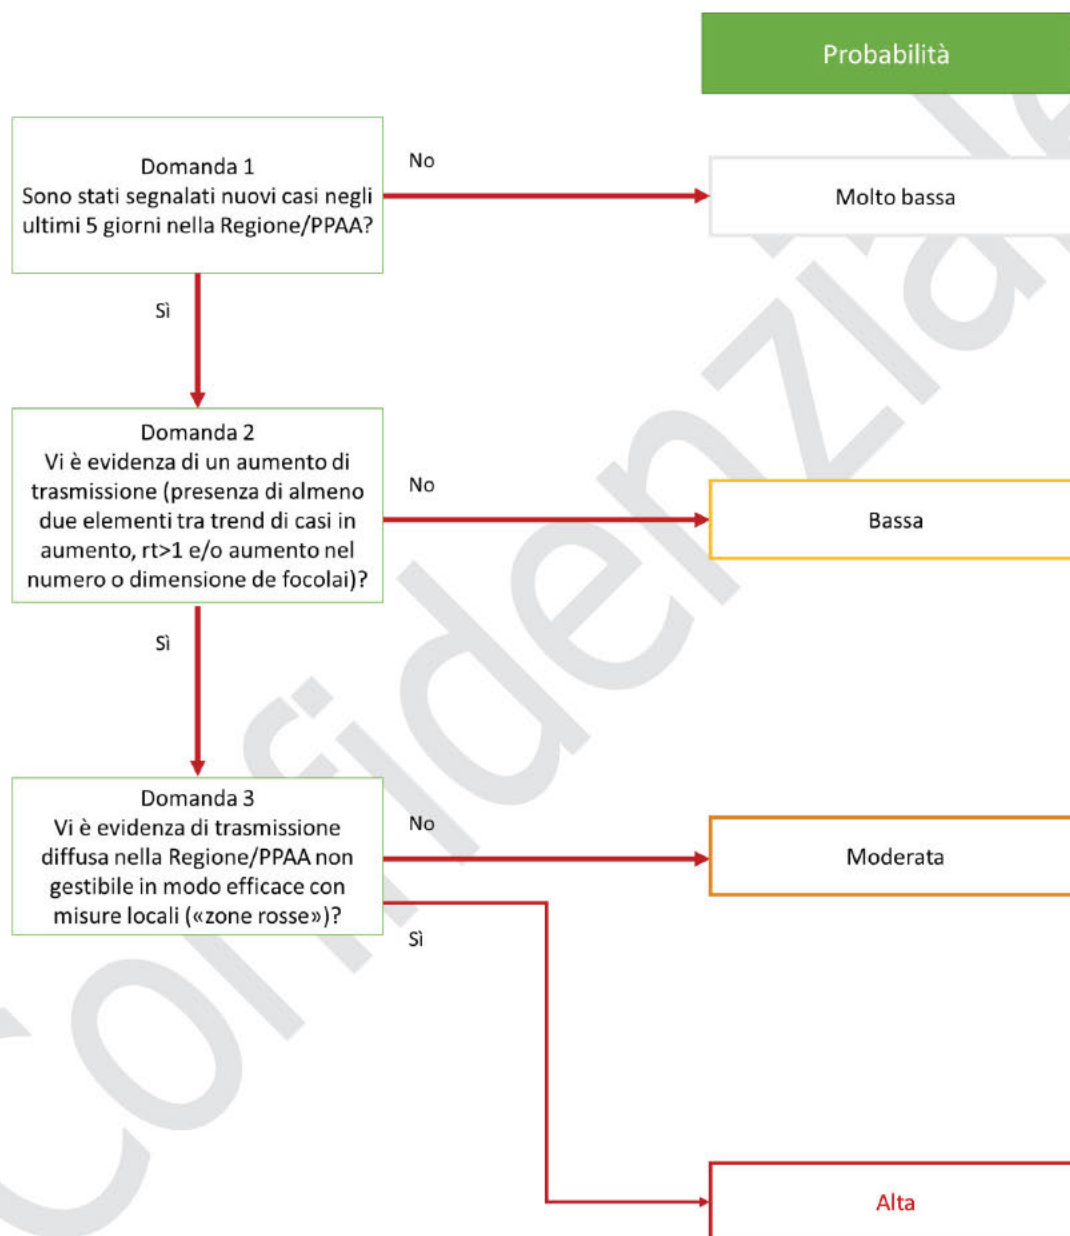 Probabilità
Domanda 1
Sono stati segnalati nuovi casi negli
ultimi 5 giorni nella Regione/PPAA?
No
Molto bassa
Sì
Domanda 2
Vi è evidenza di un aumento di
trasmissione (presenza di almeno
due elementi tra trend di casi in
aumento, rt>1 e/o aumento nel
numero o dimensione de focolai)?
No
Bassa
Sì
Domanda 3
Vi è evidenza di trasmissione
diffusa nella Regione/PPAA non
gestibile in modo efficace con
misure locali («zone rosse»)?
No
Moderata
Sì
Alta
Confidenziale